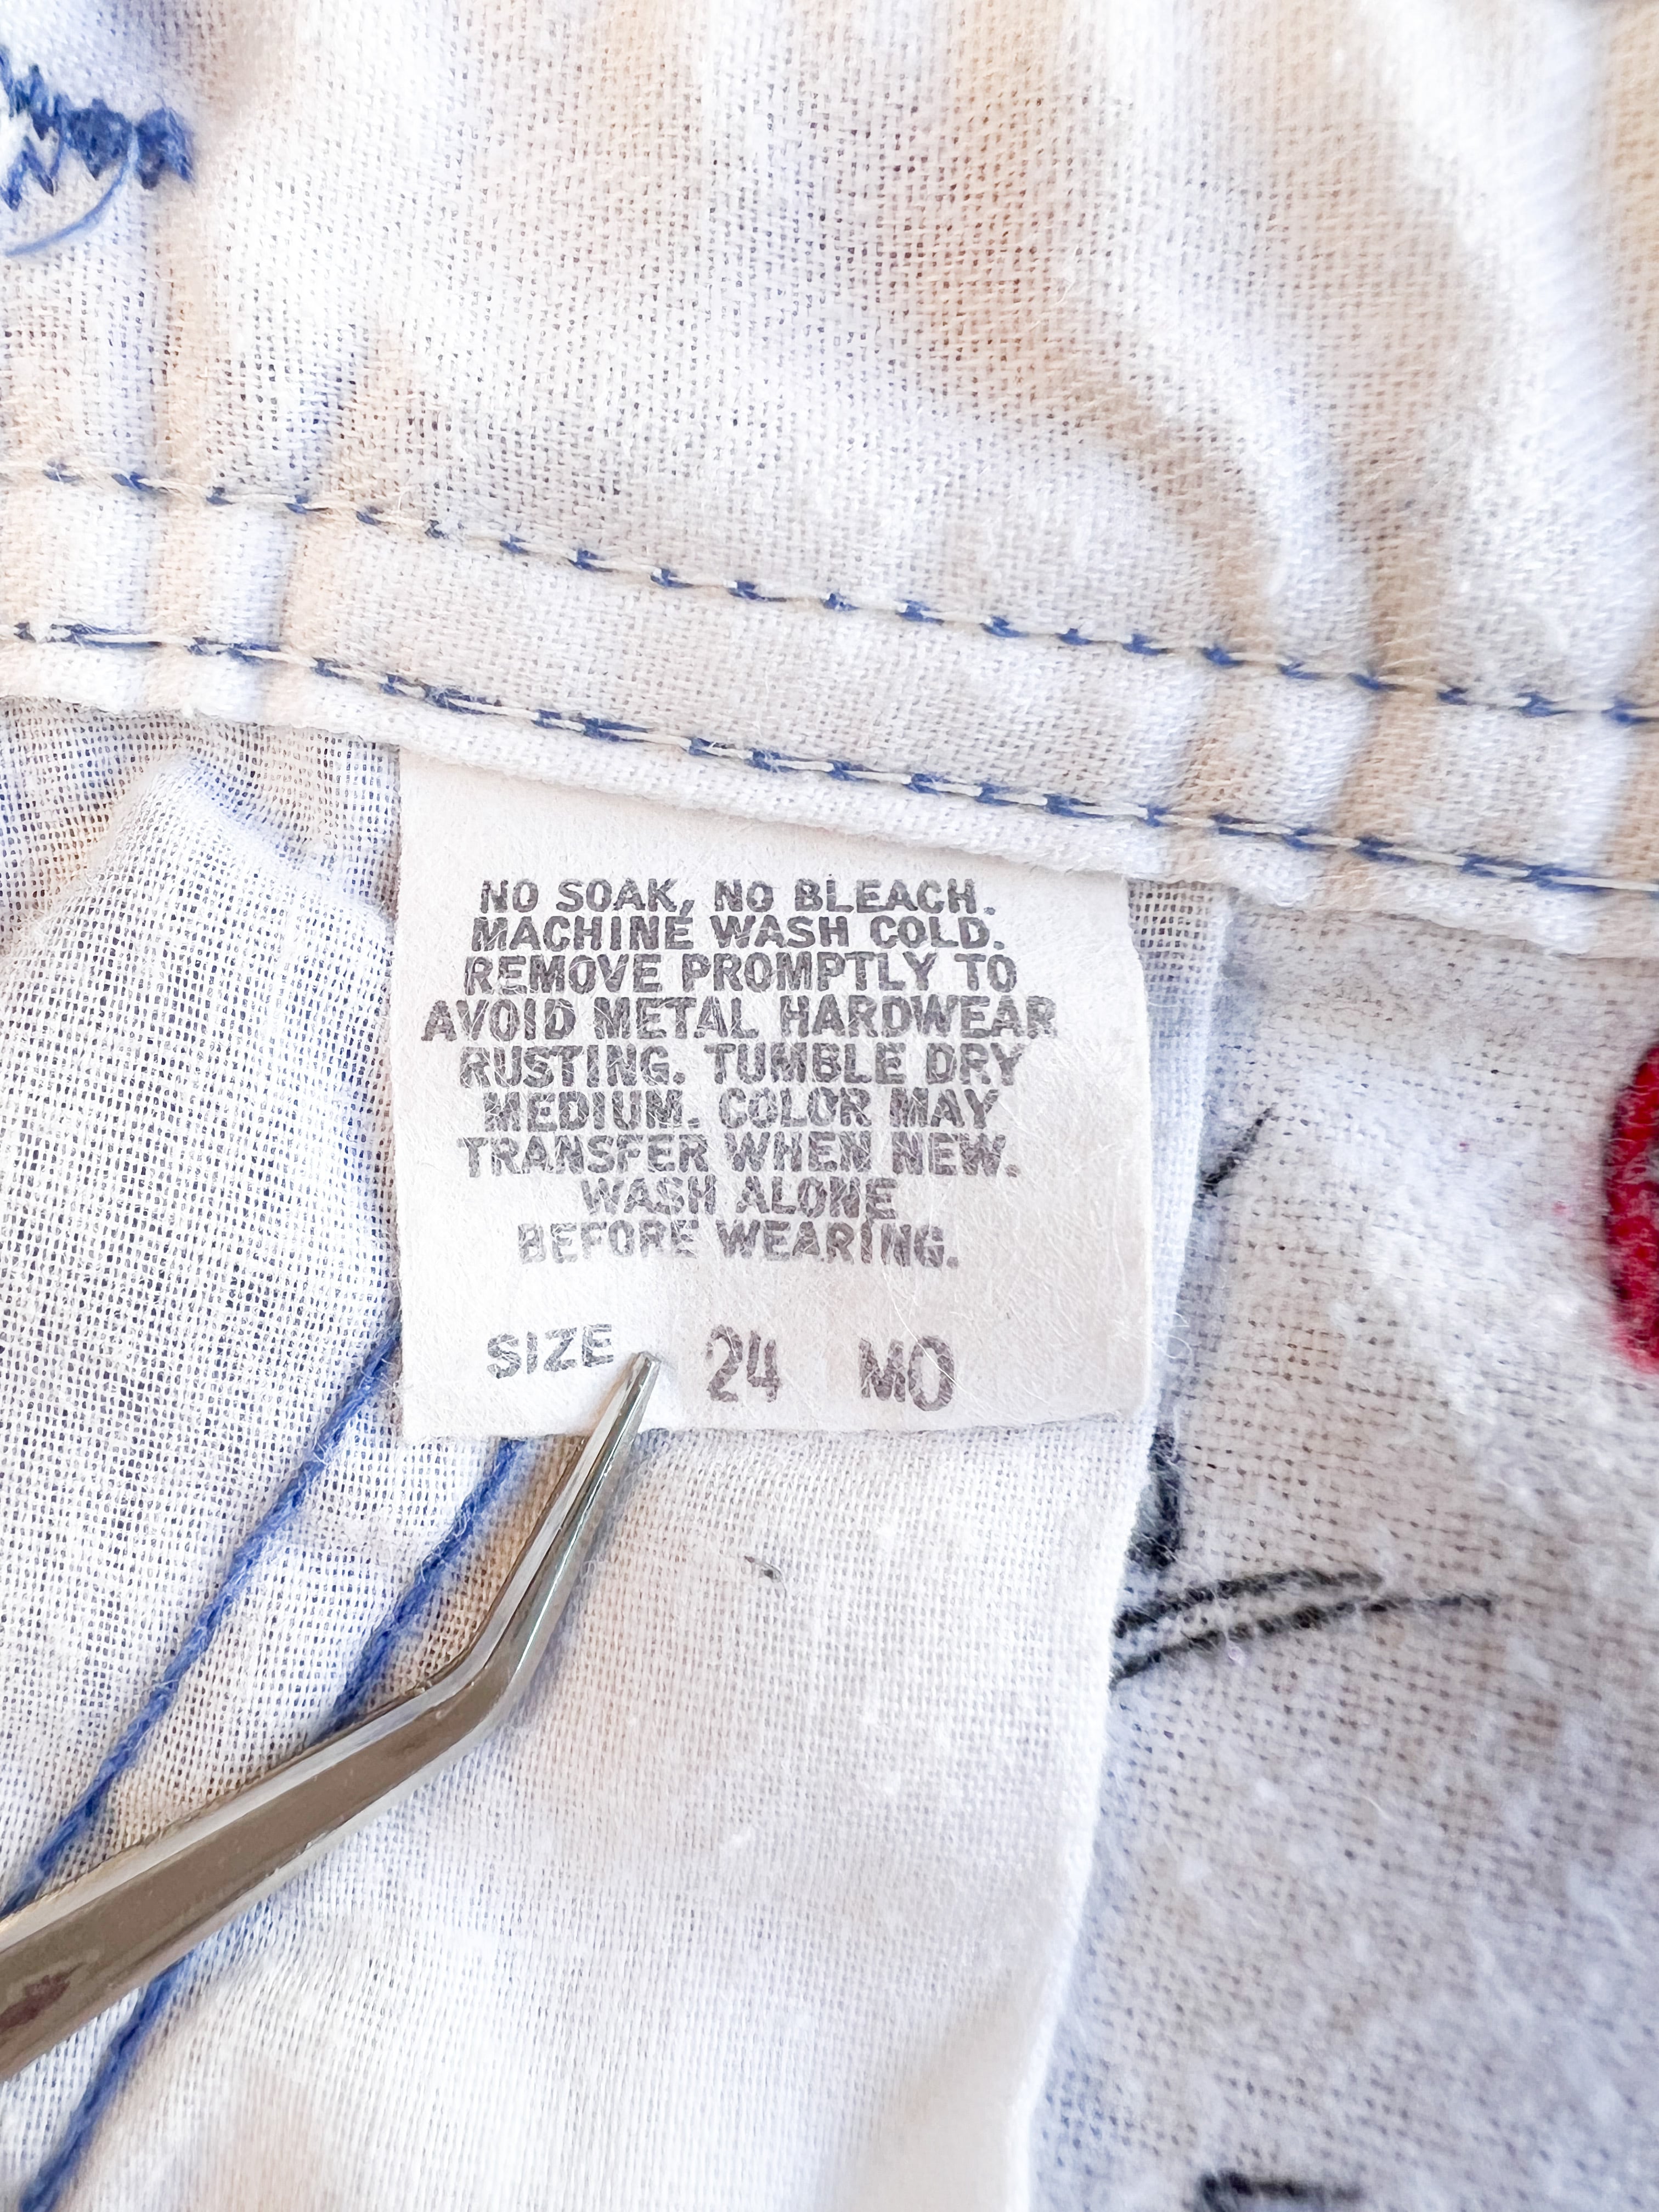 NO SOAK, NO BLEACH.
MACHINE WASH COLD.
REMOVE PROMPTLY TO
AVOID METAL HARDWEAR
RUSTING. TUMBLE DRY
MEDIUM. COLOR MAY
TRANSFER WHEN NEW.
WASH ALONE
BEFORE WEARING.
SIZE 24 MO